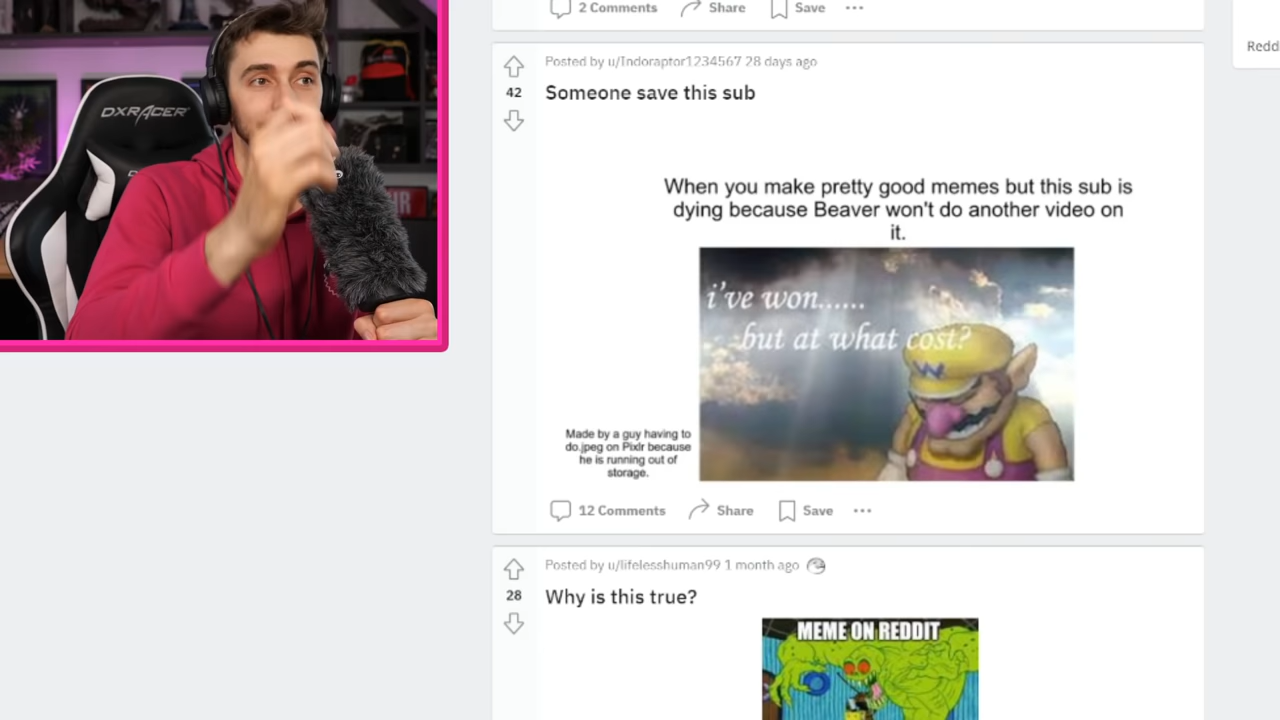 2 Comments Share Save
Redd
Posted by u/Indoraptor1234567 28 days ago
42
Someone save this sub
When you make pretty good memes but this sub is
dying because Beaver won't do another video on
it.
i've won......
but at what cost?
W
Made by a guy having to
do.jpeg on Pixlr because
he is running out of
storage.
12 Comments Share Save
Posted by u/lifelesshuman99 1 month ago
28
Why is this true?
MEME ON REDDIT
DXRACER